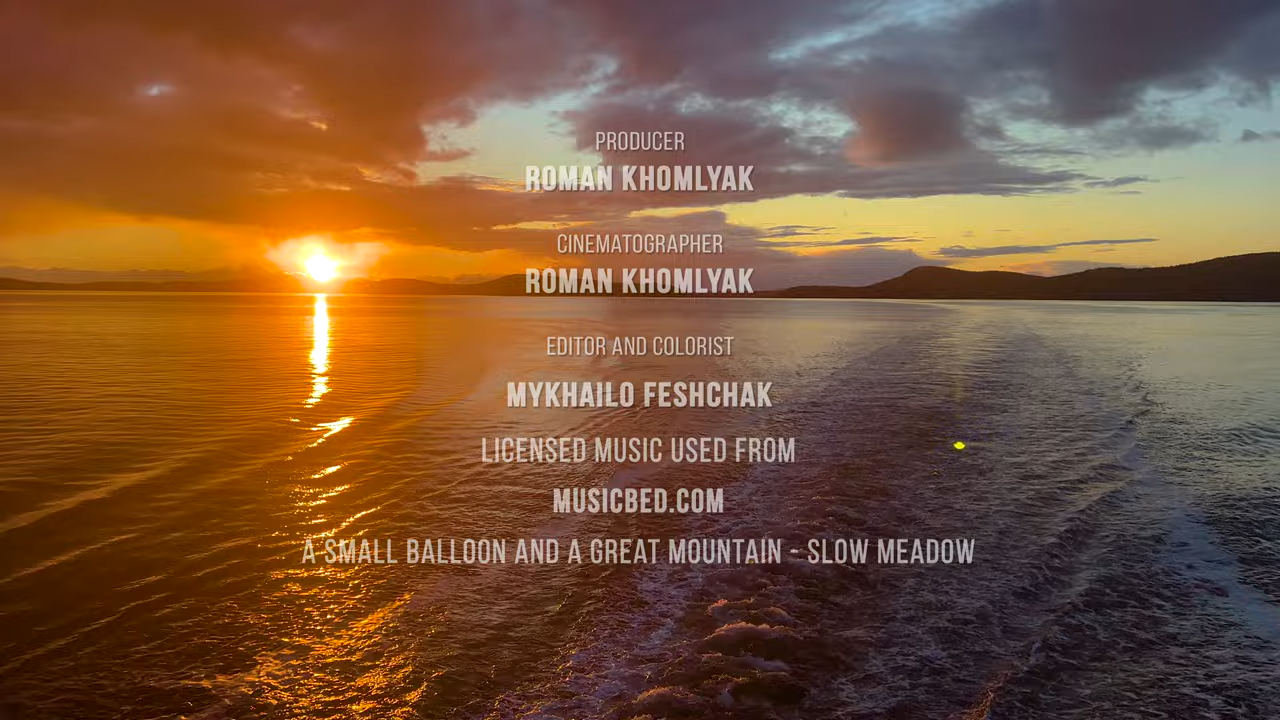 PRODUCER
ROMAN KHOMLYAK
CINEMATOGRAPHER
ROMAN KHOMLYAK
EDITOR AND COLORIST
MYKHAILO FESHCHAK
LICENSED MUSIC USED FROM
MUSICBED.COM
A SMALL BALLOON AND A GREAT MOUNTAIN - SLOW MEADOW